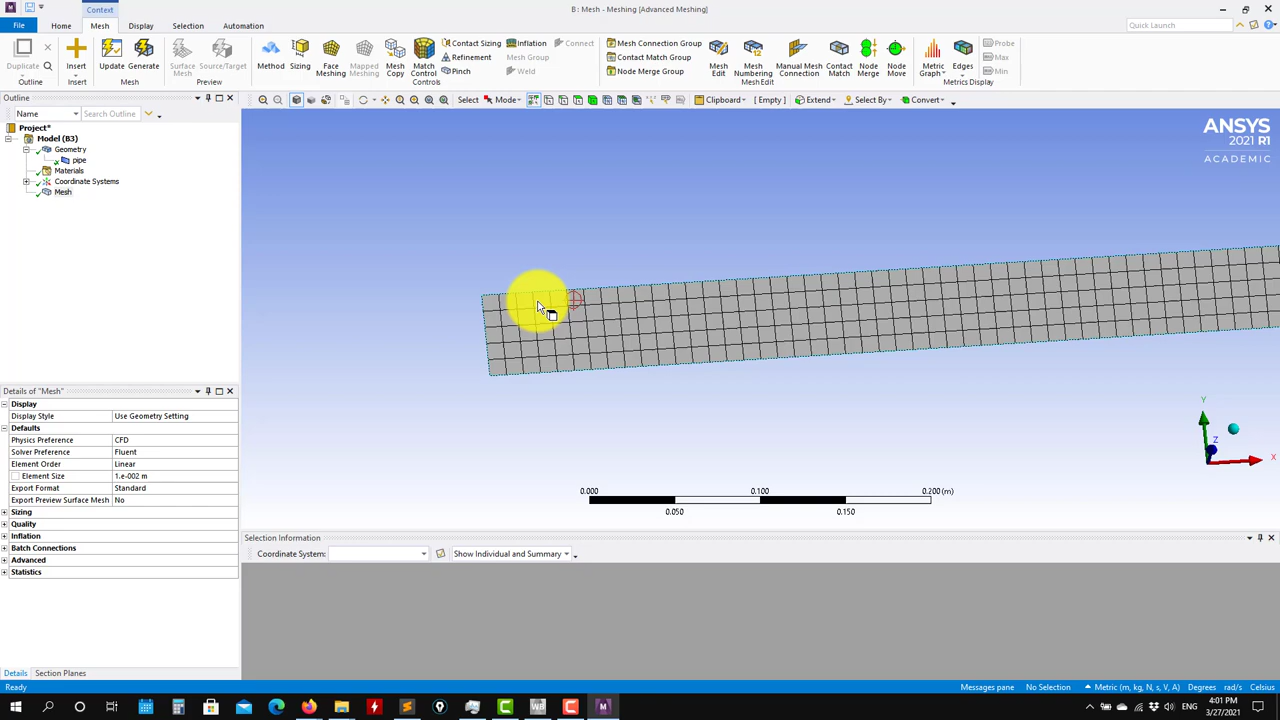 Context
B : Mesh - Meshing [Advanced Meshing]
File Home Mesh Display Selection Automation
Quick Launch
Duplicate
Outline
Insert
Insert
Update Generate
Mesh
Surface Mesh
Source/Target
Preview
Method Sizing Face Meshing Mapped Meshing Mesh Copy Match Control
Contact Sizing
Refinement
Pinch
Inflation
Mesh Group
Weld
Connect
Controls
Mesh Connection Group
Contact Match Group
Node Merge Group
Mesh Edit Mesh Numbering Manual Mesh Connection Contact Match Node Merge Node Move
Mesh Edit
Metric Graph Edges
Probe
Max
Min
Metrics Display
Outline
Name Search Outline
Select Mode Clipboard [ Empty ] Extend Select By Convert
Project*
Model (B3)
Geometry
pipe
Materials
Coordinate Systems
Mesh
ANSYS
2021 R1
ACADEMIC
Details of "Mesh"
Display
Display Style Use Geometry Setting
Defaults
Physics Preference CFD
Solver Preference Fluent
Element Order Linear
Element Size 1.e-002 m
Export Format Standard
Export Preview Surface Mesh No
Sizing
Quality
Inflation
Batch Connections
Advanced
Statistics
Y
Z
X
0.000 0.100 0.200 (m)
0.050 0.150
Selection Information
Coordinate System: Show Individual and Summary
Details Section Planes
Ready Messages pane No Selection Metric (m, kg, N, s, V, A) Degrees rad/s Celsius
ENG
4:01 PM
3/27/2021